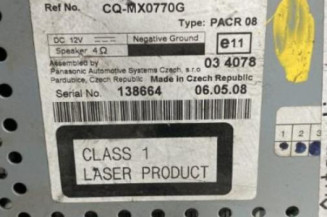 Ref No. CQ-MX0770G
Type: PACR 08
DC 12V Negative Ground
Speaker 4Ω
e11
03 4078
Assembled by
Panasonic Automotive Systems Czech, s.r.o
Pardubice, Czech Republic Made in Czech Republic
Serial No. 138664 06.05.08
CLASS 1
LASER PRODUCT
1 2 3